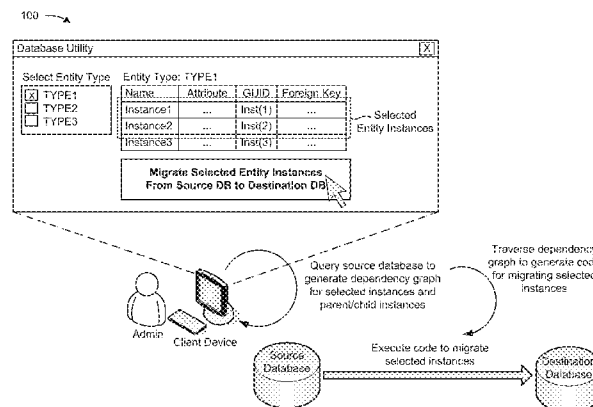 100
Database Utility
X
Select Entity Type
X TYPE1
TYPE2
TYPE3
Entity Type: TYPE1
Name Attribute GUID Foreign Key
Instance1 ... Inst(1) ...
Instance2 ... Inst(2) ...
Instance3 ... Inst(3) ...
Selected
Entity Instances
Migrate Selected Entity Instances
From Source DB to Destination DB
Admin
Client Device
Query source database to
generate dependency graph
for selected instances and
parent/child instances
Traverse dependency
graph to generate cod
for migrating selected
instances
Source
Database
Execute code to migrate
selected instances
Destination
Database